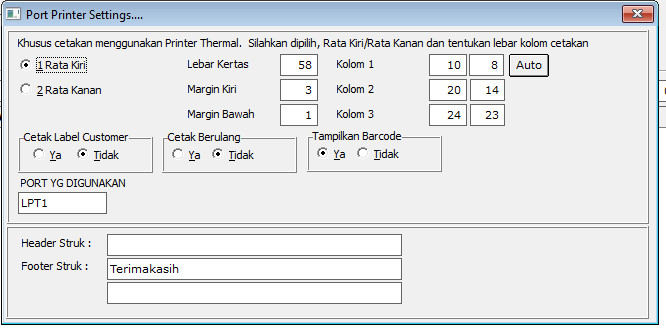 Port Printer Settings....
Khusus cetakan menggunakan Printer Thermal. Silahkan dipilih, Rata Kiri/Rata Kanan dan tentukan lebar kolom cetakan
1 Rata Kiri Lebar Kertas 58 Kolom 1 10 8 Auto
2 Rata Kanan Margin Kiri 3 Kolom 2 20 14
Margin Bawah 1 Kolom 3 24 23
Cetak Label Customer Cetak Berulang Tampilkan Barcode
Ya Tidak Ya Tidak Ya Tidak
PORT YG DIGUNAKAN
LPT1
Header Struk :
Footer Struk : Terimakasih